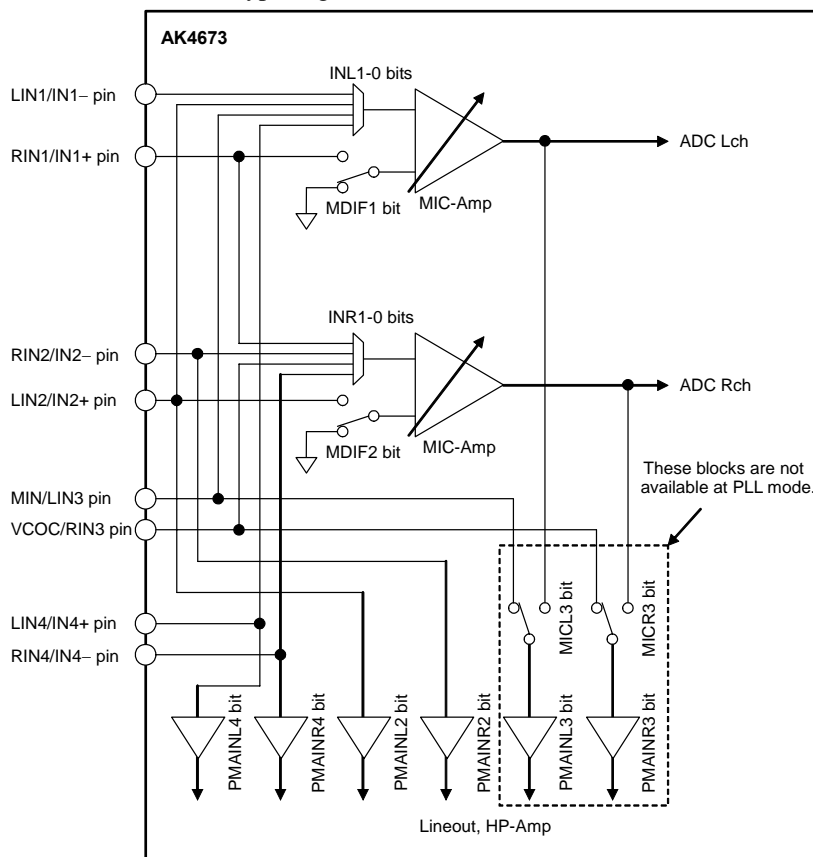 AK4673
INL1-0 bits
LIN1/IN1− pin
RIN1/IN1+ pin
ADC Lch
MDIF1 bit
MIC-Amp
INR1-0 bits
RIN2/IN2− pin
LIN2/IN2+ pin
ADC Rch
MDIF2 bit
MIC-Amp
These blocks are not
available at PLL mode.
MIN/LIN3 pin
VCOC/RIN3 pin
LIN4/IN4+ pin
RIN4/IN4− pin
MICL3 bit
MICR3 bit
PMAINL4 bit
PMAINR4 bit
PMAINL2 bit
PMAINR2 bit
PMAINL3 bit
PMAINR3 bit
Lineout, HP-Amp